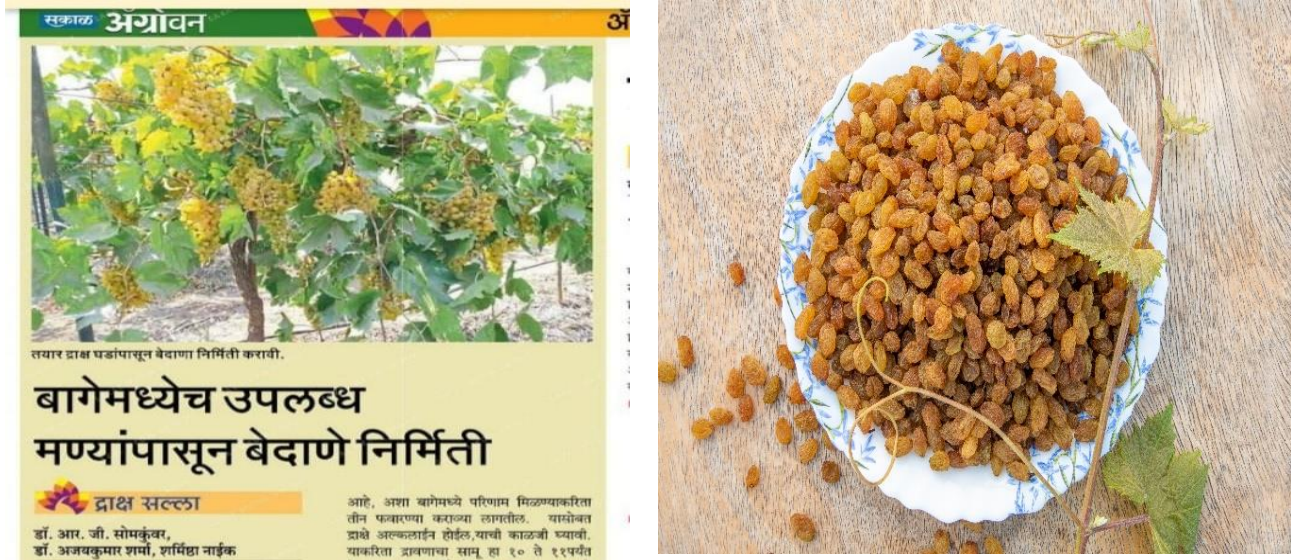 सकाळ ॲग्रोवन
ॲ
तयार द्राक्ष घडांपासून बेदाणा निर्मिती करावी.
बागेमध्येच उपलब्ध
मण्यांपासून बेदाणे निर्मिती
द्राक्ष सल्ला
डॉ. आर. जी. सोमकुंवर,
डॉ. अजयकुमार शर्मा, शर्मिष्ठा नाईक
आहे, अशा बागेमध्ये परिणाम मिळण्याकरिता
तीन फवारण्या कराव्या लागतील. यासोबत
द्राक्षे अल्कलाईन होईल,याची काळजी घ्यावी.
याकरिता द्रावणाचा सामू हा १० ते ११पर्यंत